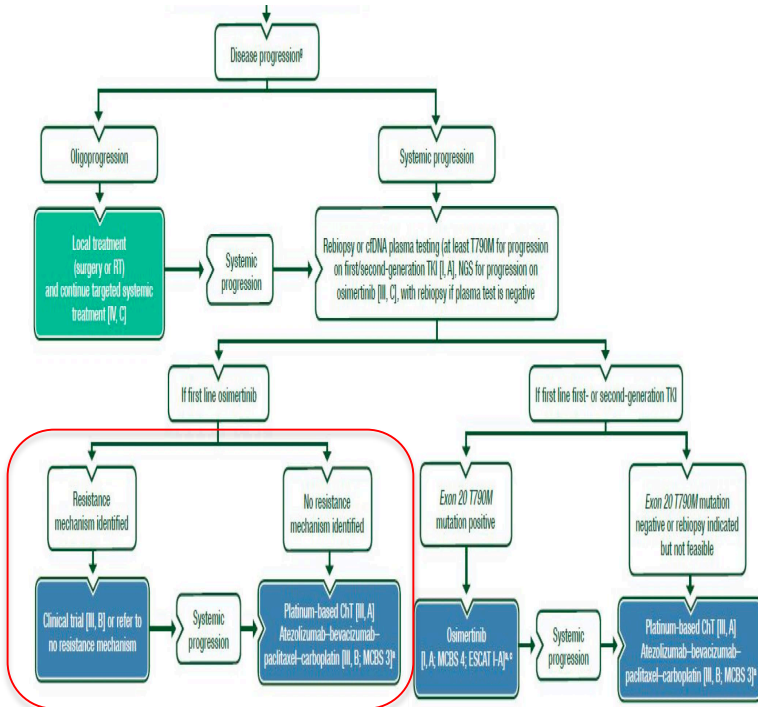 Disease progressionᵍ
Oligoprogression
Systemic progression
Local treatment
(surgery or RT)
and continue targeted systemic
treatment [IV, C]
Systemic
progression
Rebiopsy or cfDNA plasma testing (at least T790M for progression
on first/second-generation TKI [I, A], NGS for progression on
osimertinib [III, C], with rebiopsy if plasma test is negative
If first line osimertinib
If first line first- or second-generation TKI
Resistance
mechanism identified
No resistance
mechanism identified
Exon 20 T790M
mutation positive
Exon 20 T790M mutation
negative or rebiopsy indicated
but not feasible
Clinical trial [III, B] or refer to
no resistance mechanism
Systemic
progression
Platinum-based ChT [III, A]
Atezolizumab–bevacizumab–
paclitaxel–carboplatin [III, B; MCBS 3]ᵃ
Osimertinib
[I, A; MCBS 4; ESCAT I-A]ᵃ,ᶜ
Systemic
progression
Platinum-based ChT [III, A]
Atezolizumab–bevacizumab–
paclitaxel–carboplatin [III, B; MCBS 3]ᵃ